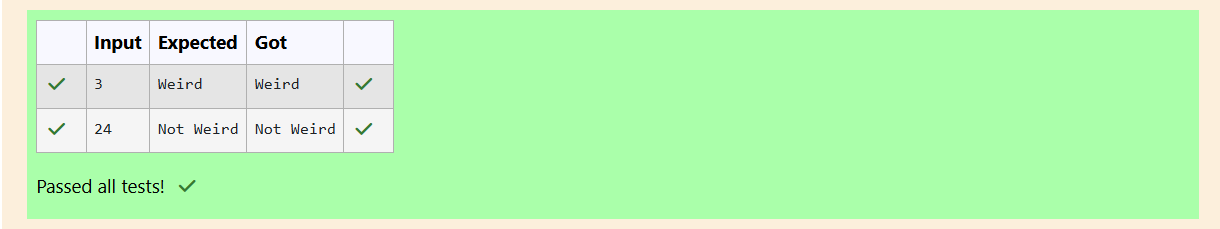 Input Expected Got
3 Weird Weird
24 Not Weird Not Weird
Passed all tests!